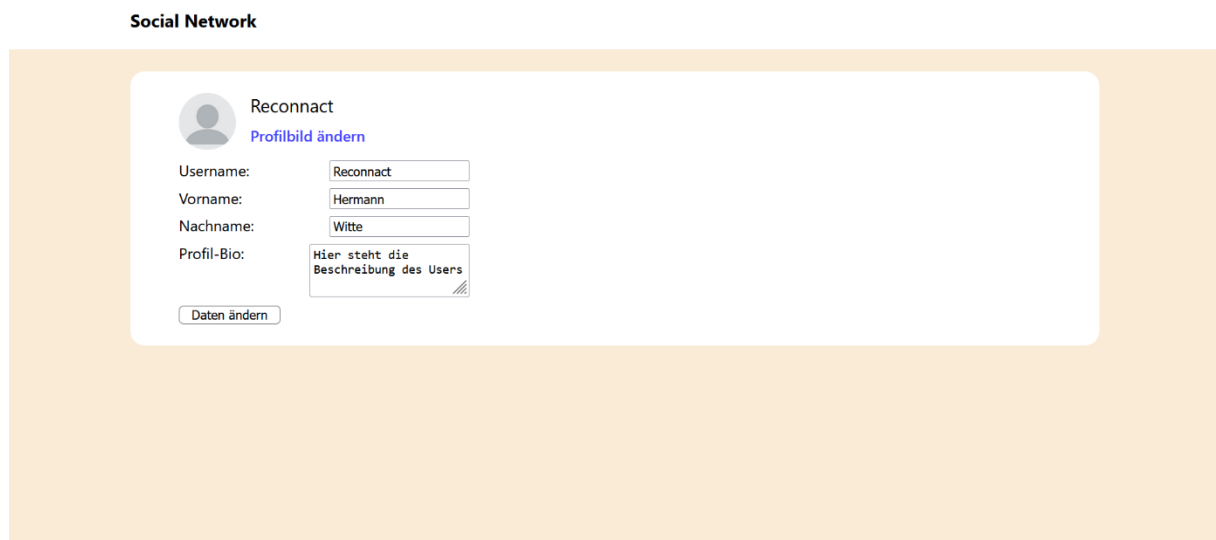 Social Network
Reconnact
Profilbild ändern
Username: Reconnact
Vorname: Hermann
Nachname: Witte
Profil-Bio: Hier steht die
Beschreibung des Users
Daten ändern